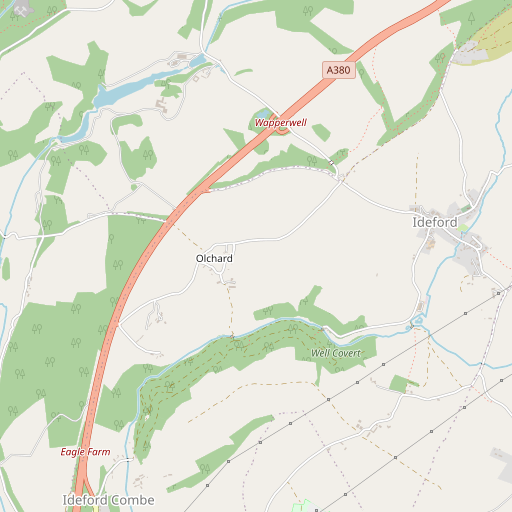 A380
Wapperwell
Ideford
Olchard
Well Covert
Eagle Farm
Ideford Combe